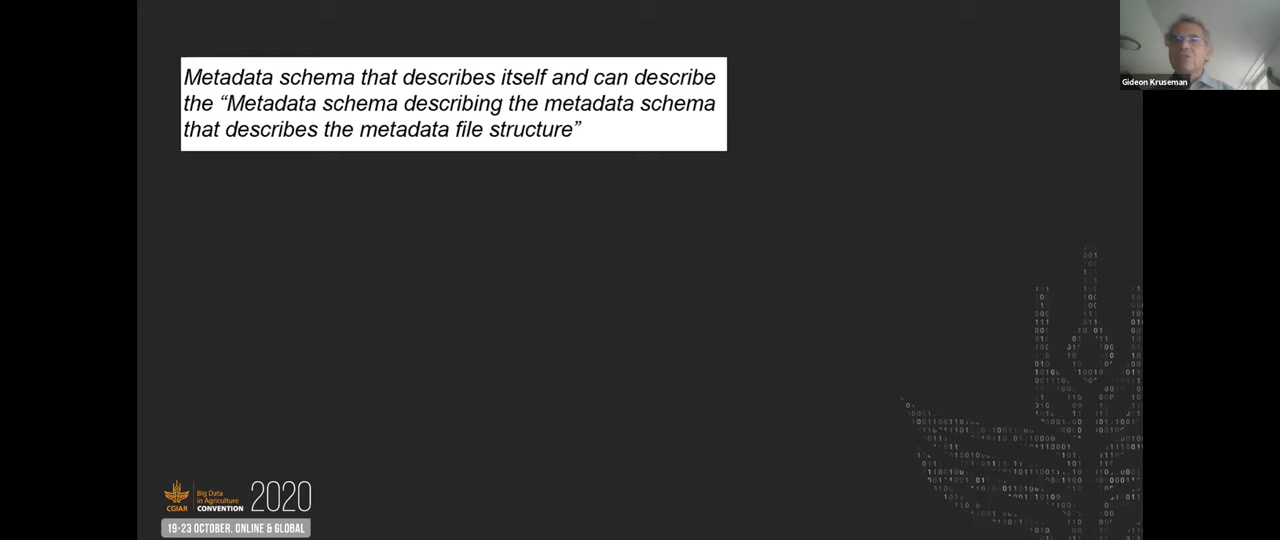 Gideon Kruseman
Metadata schema that describes itself and can describe
the “Metadata schema describing the metadata schema
that describes the metadata file structure”
CGIAR
Big Data
in Agriculture
CONVENTION
2020
19-23 OCTOBER. ONLINE & GLOBAL